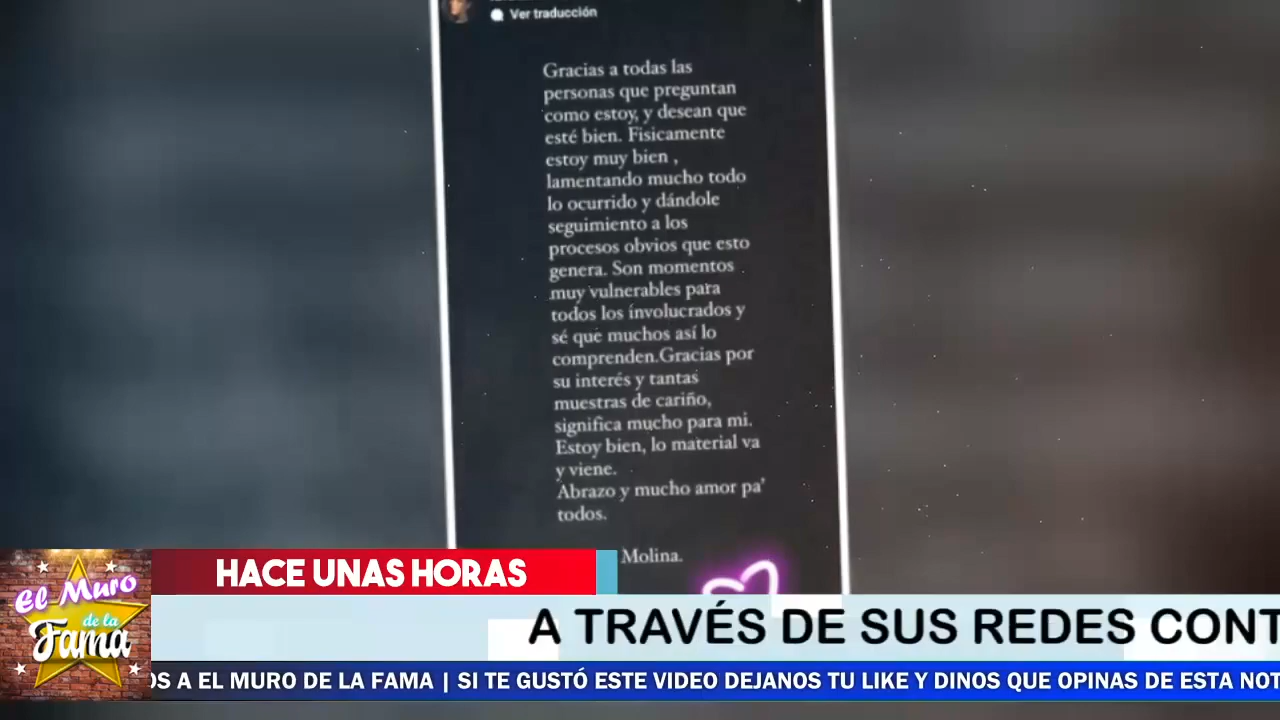 Ver traducción
Gracias a todas las
personas que preguntan
como estoy, y desean que
esté bien. Fisicamente
estoy muy bien ,
lamentando mucho todo
lo ocurrido y dándole
seguimiento a los
procesos obvios que esto
genera. Son momentos
muy vulnerables para
todos los involucrados y
sé que muchos así lo
comprenden.Gracias por
su interés y tantas
muestras de cariño,
significa mucho para mi.
Estoy bien, lo material va
y viene.
Abrazo y mucho amor pa'
todos.
Molina.
HACE UNAS HORAS
El Muro
de la
Fama
A TRAVÉS DE SUS REDES CONT
OS A EL MURO DE LA FAMA | SI TE GUSTÓ ESTE VIDEO DEJANOS TU LIKE Y DINOS QUE OPINAS DE ESTA NOT